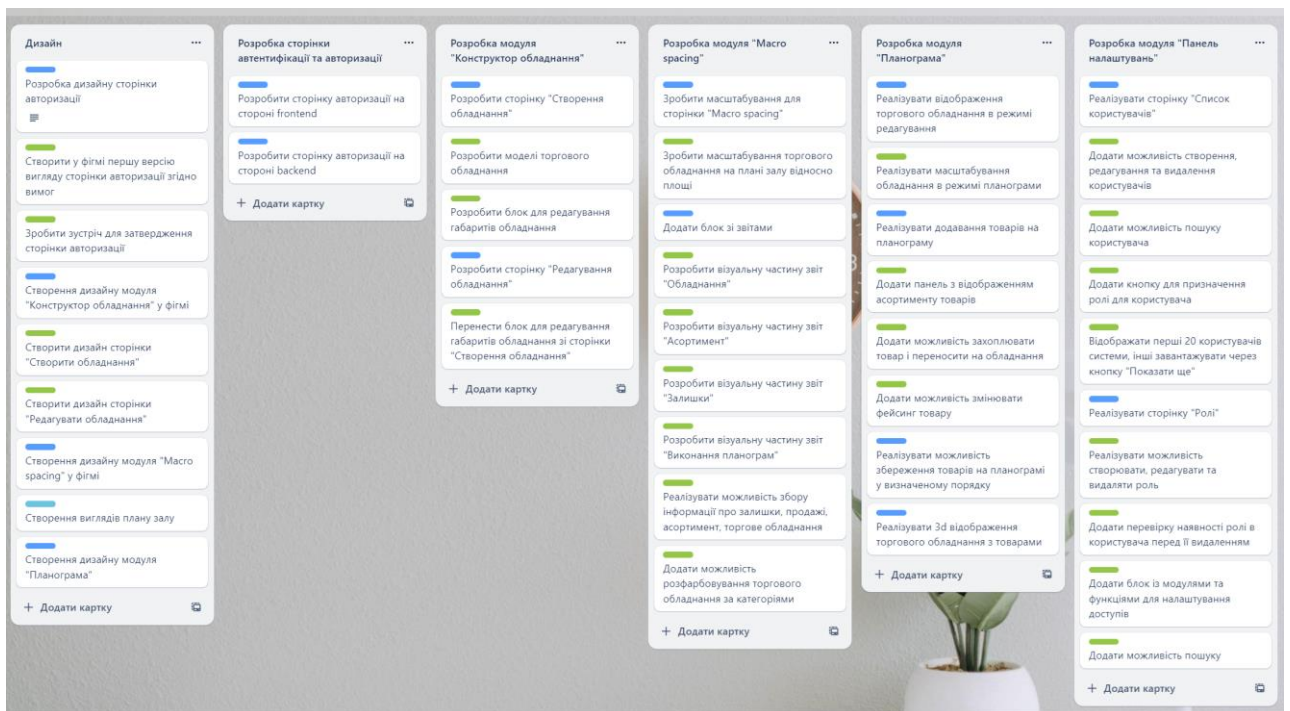 Дизайн
Розробка дизайну сторінки
авторизації
Створити у фігмі першу версію
вигляду сторінки авторизації згідно
вимог
Зробити зустріч для затвердження
сторінки авторизації
Створення дизайну модуля
"Конструктор обладнання" у фігмі
Створити дизайн сторінки
"Створити обладнання"
Створити дизайн сторінки
"Редагувати обладнання"
Створення дизайну модуля "Macro
spacing" у фігмі
Створення виглядів плану залу
Створення дизайну модуля
"Планограма"
+ Додати картку
Розробка сторінки
автентифікації та авторизації
Розробити сторінку авторизації на
стороні frontend
Розробити сторінку авторизації на
стороні backend
+ Додати картку
Розробка модуля
"Конструктор обладнання"
Розробити сторінку "Створення
обладнання"
Розробити моделі торгового
обладнання
Розробити блок для редагування
габаритів обладнання
Розробити сторінку "Редагування
обладнання"
Перенести блок для редагування
габаритів обладнання зі сторінки
"Створення обладнання"
+ Додати картку
Розробка модуля "Macro
spacing"
Зробити масштабування для
сторінки "Macro spacing"
Зробити масштабування торгового
обладнання на плані залу відносно
площі
Додати блок зі звітами
Розробити візуальну частину звіт
"Обладнання"
Розробити візуальну частину звіт
"Асортимент"
Розробити візуальну частину звіт
"Залишки"
Розробити візуальну частину звіт
"Виконання планограм"
Реалізувати можливість збору
інформації про залишки, продажі,
асортимент, торгове обладнання
Додати можливість
розфарбовування торгового
обладнання за категоріями
+ Додати картку
Розробка модуля
"Планограма"
Реалізувати відображення
торгового обладнання в режимі
редагування
Реалізувати масштабування
обладнання в режимі планограми
Реалізувати додавання товарів на
планограму
Додати панель з відображенням
асортименту товарів
Додати можливість захоплювати
товар і переносити на обладнання
Додати можливість змінювати
фейсинг товару
Реалізувати можливість
збереження товарів на планограмі
у визначеному порядку
Реалізувати 3d відображення
торгового обладнання з товарами
+ Додати картку
Розробка модуля "Панель
налаштувань"
Реалізувати сторінку "Список
користувачів"
Додати можливість створення,
редагування та видалення
користувачів
Додати можливість пошуку
користувача
Додати кнопку для призначення
ролі для користувача
Відображати перші 20 користувачів
системи, інші завантажувати через
кнопку "Показати ще"
Реалізувати сторінку "Ролі"
Реалізувати можливість
створювати, редагувати та
видаляти роль
Додати перевірку наявності ролі в
користувача перед її видаленням
Додати блок із модулями та
функціями для налаштування
доступів
Додати можливість пошуку
+ Додати картку